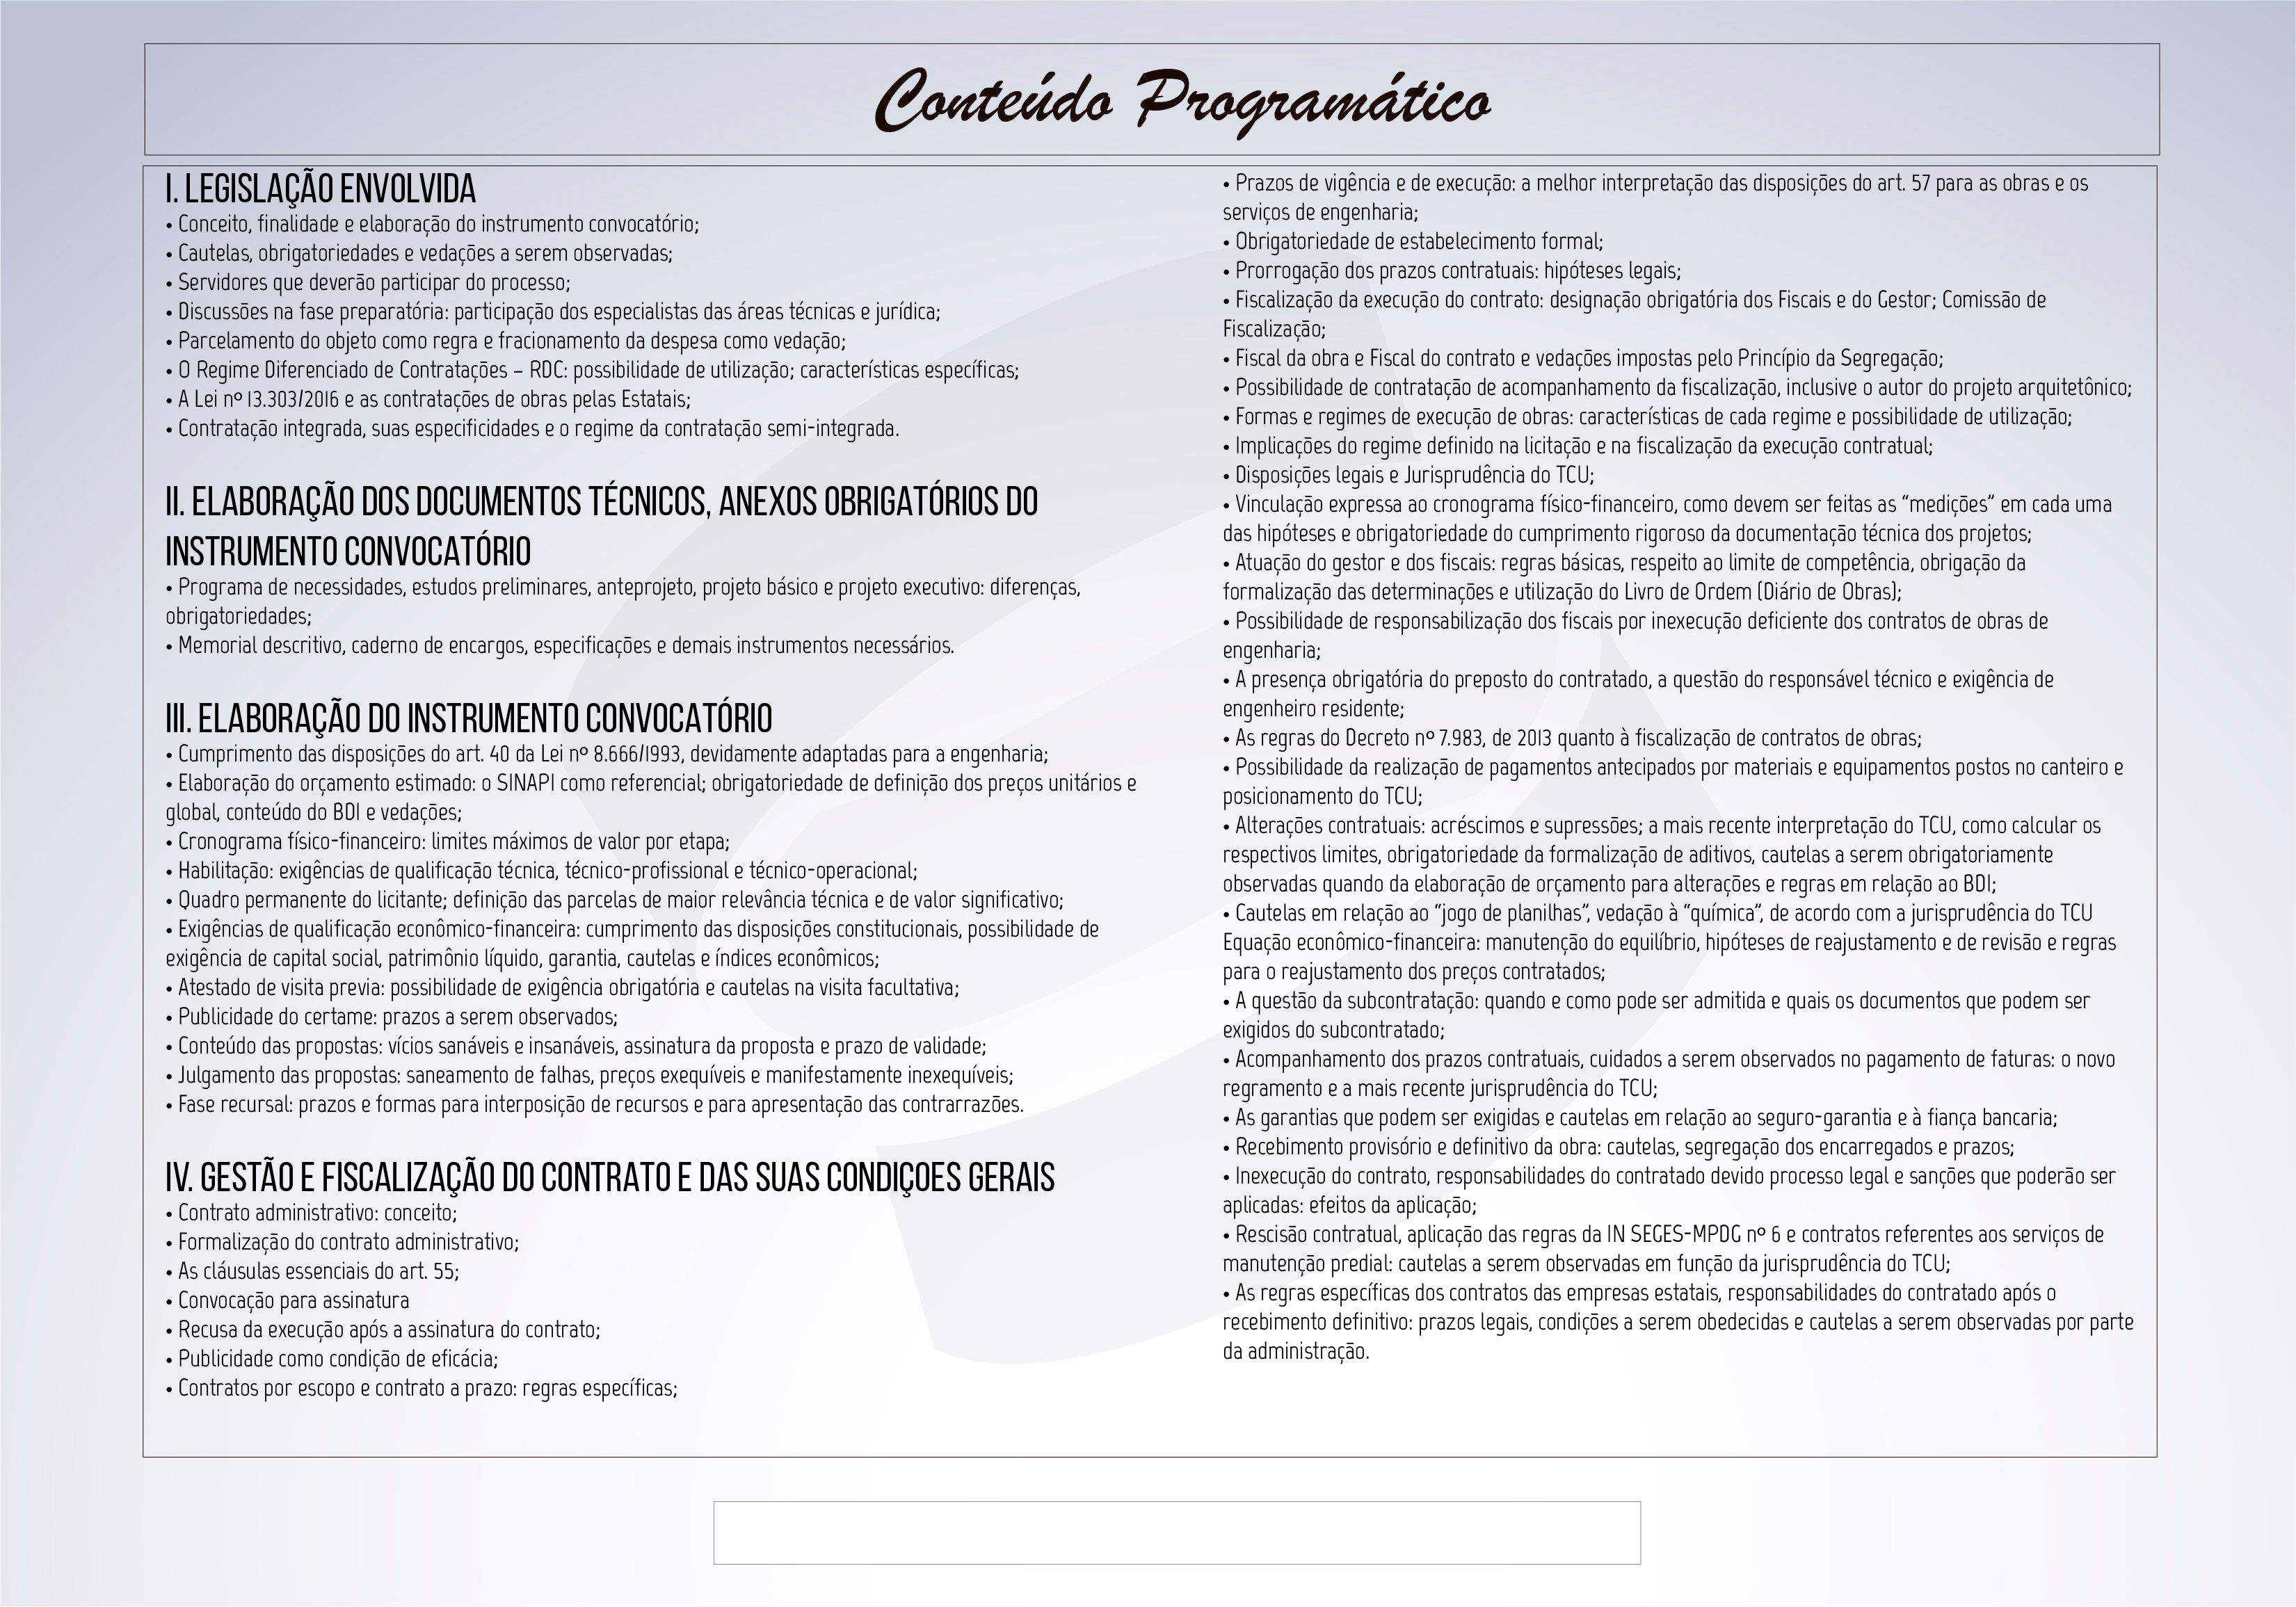 Conteúdo Programático
I. LEGISLAÇÃO ENVOLVIDA
• Conceito, finalidade e elaboração do instrumento convocatório;
• Cautelas, obrigatoriedades e vedações a serem observadas;
• Servidores que deverão participar do processo;
• Discussões na fase preparatória: participação dos especialistas das áreas técnicas e jurídica;
• Parcelamento do objeto como regra e fracionamento da despesa como vedação;
• O Regime Diferenciado de Contratações – RDC: possibilidade de utilização; características específicas;
• A Lei nº 13.303/2016 e as contratações de obras pelas Estatais;
• Contratação integrada, suas especificidades e o regime da contratação semi-integrada.
II. ELABORAÇÃO DOS DOCUMENTOS TÉCNICOS, ANEXOS OBRIGATÓRIOS DO
INSTRUMENTO CONVOCATÓRIO
• Programa de necessidades, estudos preliminares, anteprojeto, projeto básico e projeto executivo: diferenças,
obrigatoriedades;
• Memorial descritivo, caderno de encargos, especificações e demais instrumentos necessários.
III. ELABORAÇÃO DO INSTRUMENTO CONVOCATÓRIO
• Cumprimento das disposições do art. 40 da Lei nº 8.666/1993, devidamente adaptadas para a engenharia;
• Elaboração do orçamento estimado: o SINAPI como referencial; obrigatoriedade de definição dos preços unitários e
global, conteúdo do BDI e vedações;
• Cronograma físico-financeiro: limites máximos de valor por etapa;
• Habilitação: exigências de qualificação técnica, técnico-profissional e técnico-operacional;
• Quadro permanente do licitante; definição das parcelas de maior relevância técnica e de valor significativo;
• Exigências de qualificação econômico-financeira: cumprimento das disposições constitucionais, possibilidade de
exigência de capital social, patrimônio líquido, garantia, cautelas e índices econômicos;
• Atestado de visita previa: possibilidade de exigência obrigatória e cautelas na visita facultativa;
• Publicidade do certame: prazos a serem observados;
• Conteúdo das propostas: vícios sanáveis e insanáveis, assinatura da proposta e prazo de validade;
• Julgamento das propostas: saneamento de falhas, preços exequíveis e manifestamente inexequíveis;
• Fase recursal: prazos e formas para interposição de recursos e para apresentação das contrarrazões.
IV. GESTÃO E FISCALIZAÇÃO DO CONTRATO E DAS SUAS CONDIÇOES GERAIS
• Contrato administrativo: conceito;
• Formalização do contrato administrativo;
• As cláusulas essenciais do art. 55;
• Convocação para assinatura
• Recusa da execução após a assinatura do contrato;
• Publicidade como condição de eficácia;
• Contratos por escopo e contrato a prazo: regras específicas;
• Prazos de vigência e de execução: a melhor interpretação das disposições do art. 57 para as obras e os
serviços de engenharia;
• Obrigatoriedade de estabelecimento formal;
• Prorrogação dos prazos contratuais: hipóteses legais;
• Fiscalização da execução do contrato: designação obrigatória dos Fiscais e do Gestor; Comissão de
Fiscalização;
• Fiscal da obra e Fiscal do contrato e vedações impostas pelo Princípio da Segregação;
• Possibilidade de contratação de acompanhamento da fiscalização, inclusive o autor do projeto arquitetônico;
• Formas e regimes de execução de obras: características de cada regime e possibilidade de utilização;
• Implicações do regime definido na licitação e na fiscalização da execução contratual;
• Disposições legais e Jurisprudência do TCU;
• Vinculação expressa ao cronograma físico-financeiro, como devem ser feitas as “medições” em cada uma
das hipóteses e obrigatoriedade do cumprimento rigoroso da documentação técnica dos projetos;
• Atuação do gestor e dos fiscais: regras básicas, respeito ao limite de competência, obrigação da
formalização das determinações e utilização do Livro de Ordem (Diário de Obras);
• Possibilidade de responsabilização dos fiscais por inexecução deficiente dos contratos de obras de
engenharia;
• A presença obrigatória do preposto do contratado, a questão do responsável técnico e exigência de
engenheiro residente;
• As regras do Decreto nº 7.983, de 2013 quanto à fiscalização de contratos de obras;
• Possibilidade da realização de pagamentos antecipados por materiais e equipamentos postos no canteiro e
posicionamento do TCU;
• Alterações contratuais: acréscimos e supressões; a mais recente interpretação do TCU, como calcular os
respectivos limites, obrigatoriedade da formalização de aditivos, cautelas a serem obrigatoriamente
observadas quando da elaboração de orçamento para alterações e regras em relação ao BDI;
• Cautelas em relação ao “jogo de planilhas”, vedação à “química”, de acordo com a jurisprudência do TCU
Equação econômico-financeira: manutenção do equilíbrio, hipóteses de reajustamento e de revisão e regras
para o reajustamento dos preços contratados;
• A questão da subcontratação: quando e como pode ser admitida e quais os documentos que podem ser
exigidos do subcontratado;
• Acompanhamento dos prazos contratuais, cuidados a serem observados no pagamento de faturas: o novo
regramento e a mais recente jurisprudência do TCU;
• As garantias que podem ser exigidas e cautelas em relação ao seguro-garantia e à fiança bancaria;
• Recebimento provisório e definitivo da obra: cautelas, segregação dos encarregados e prazos;
• Inexecução do contrato, responsabilidades do contratado devido processo legal e sanções que poderão ser
aplicadas: efeitos da aplicação;
• Rescisão contratual, aplicação das regras da IN SEGES-MPDG nº 6 e contratos referentes aos serviços de
manutenção predial: cautelas a serem observadas em função da jurisprudência do TCU;
• As regras específicas dos contratos das empresas estatais, responsabilidades do contratado após o
recebimento definitivo: prazos legais, condições a serem obedecidas e cautelas a serem observadas por parte
da administração.